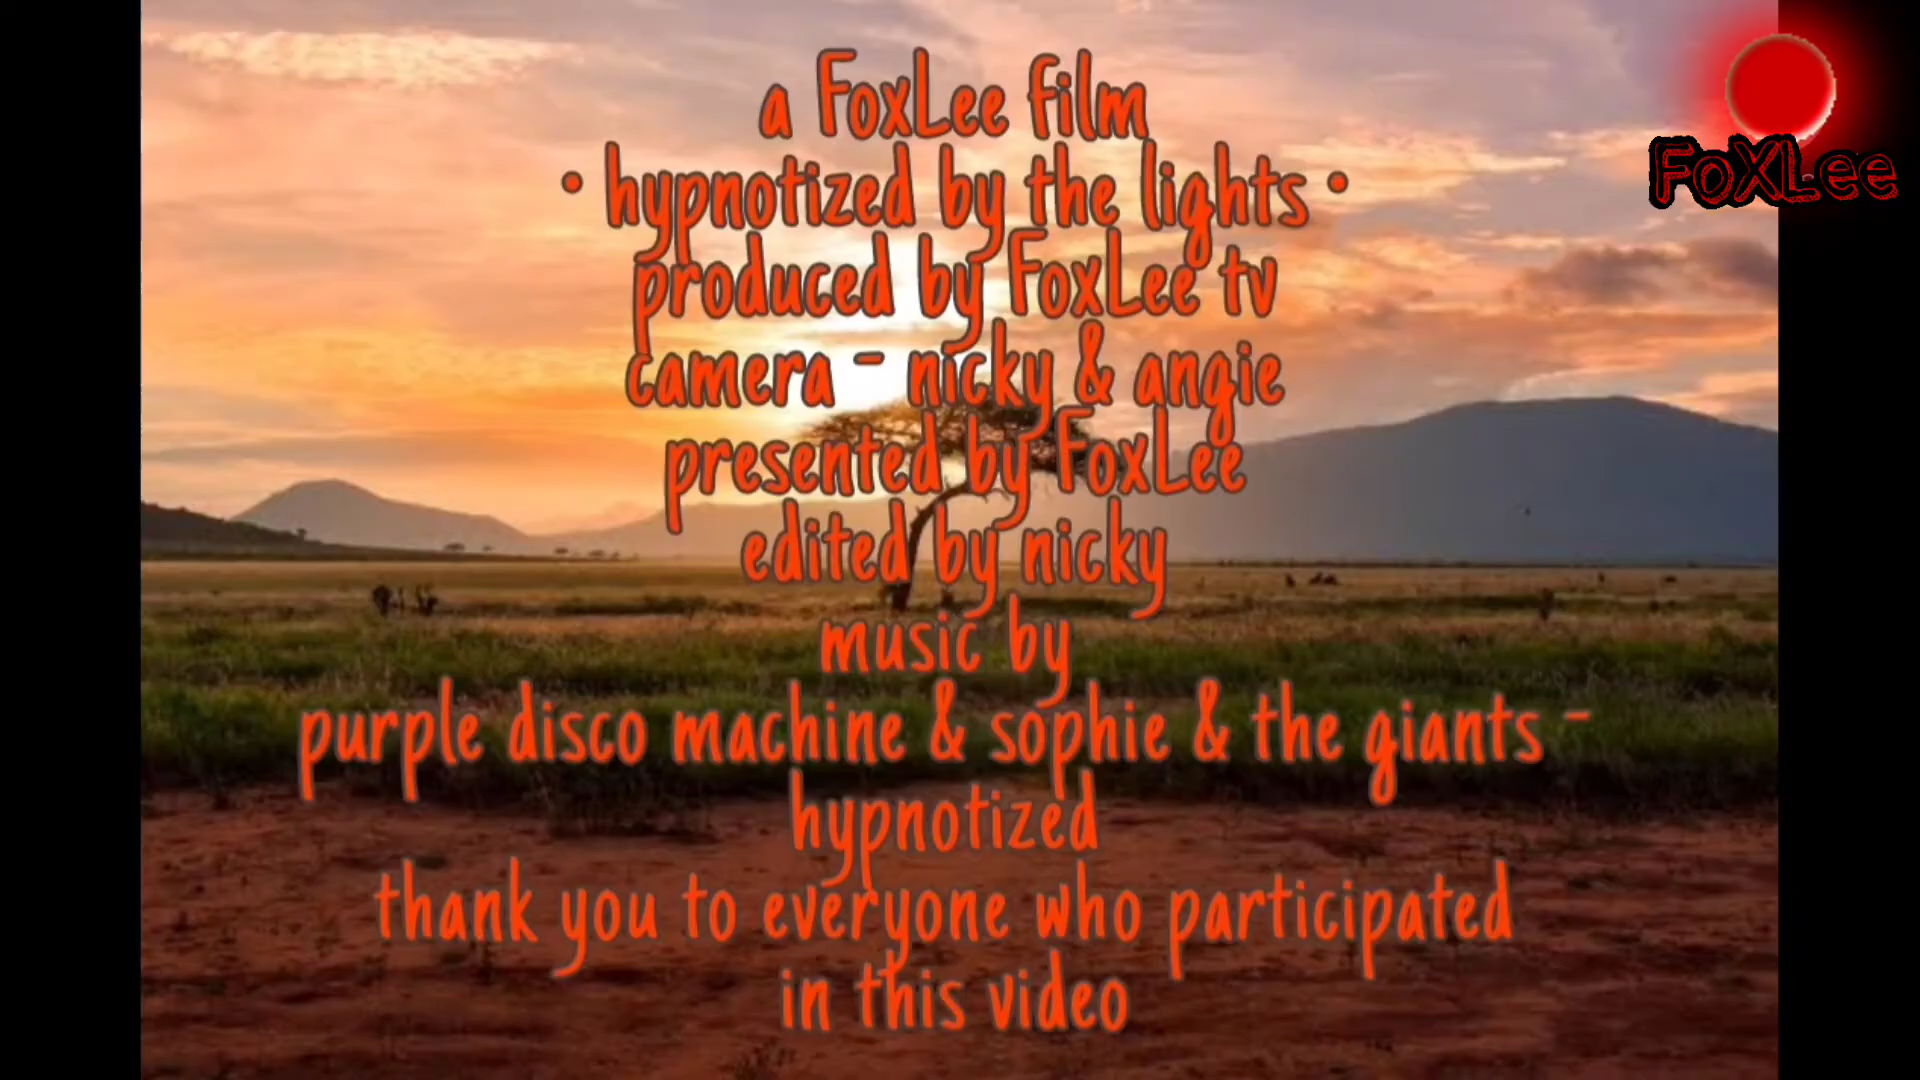 a FoxLee film
• hypnotized by the lights •
produced by FoxLee tv
camera - nicky & angie
presented by FoxLee
edited by nicky
music by
purple disco machine & sophie & the giants -
hypnotized
thank you to everyone who participated
in this video
FoXLee